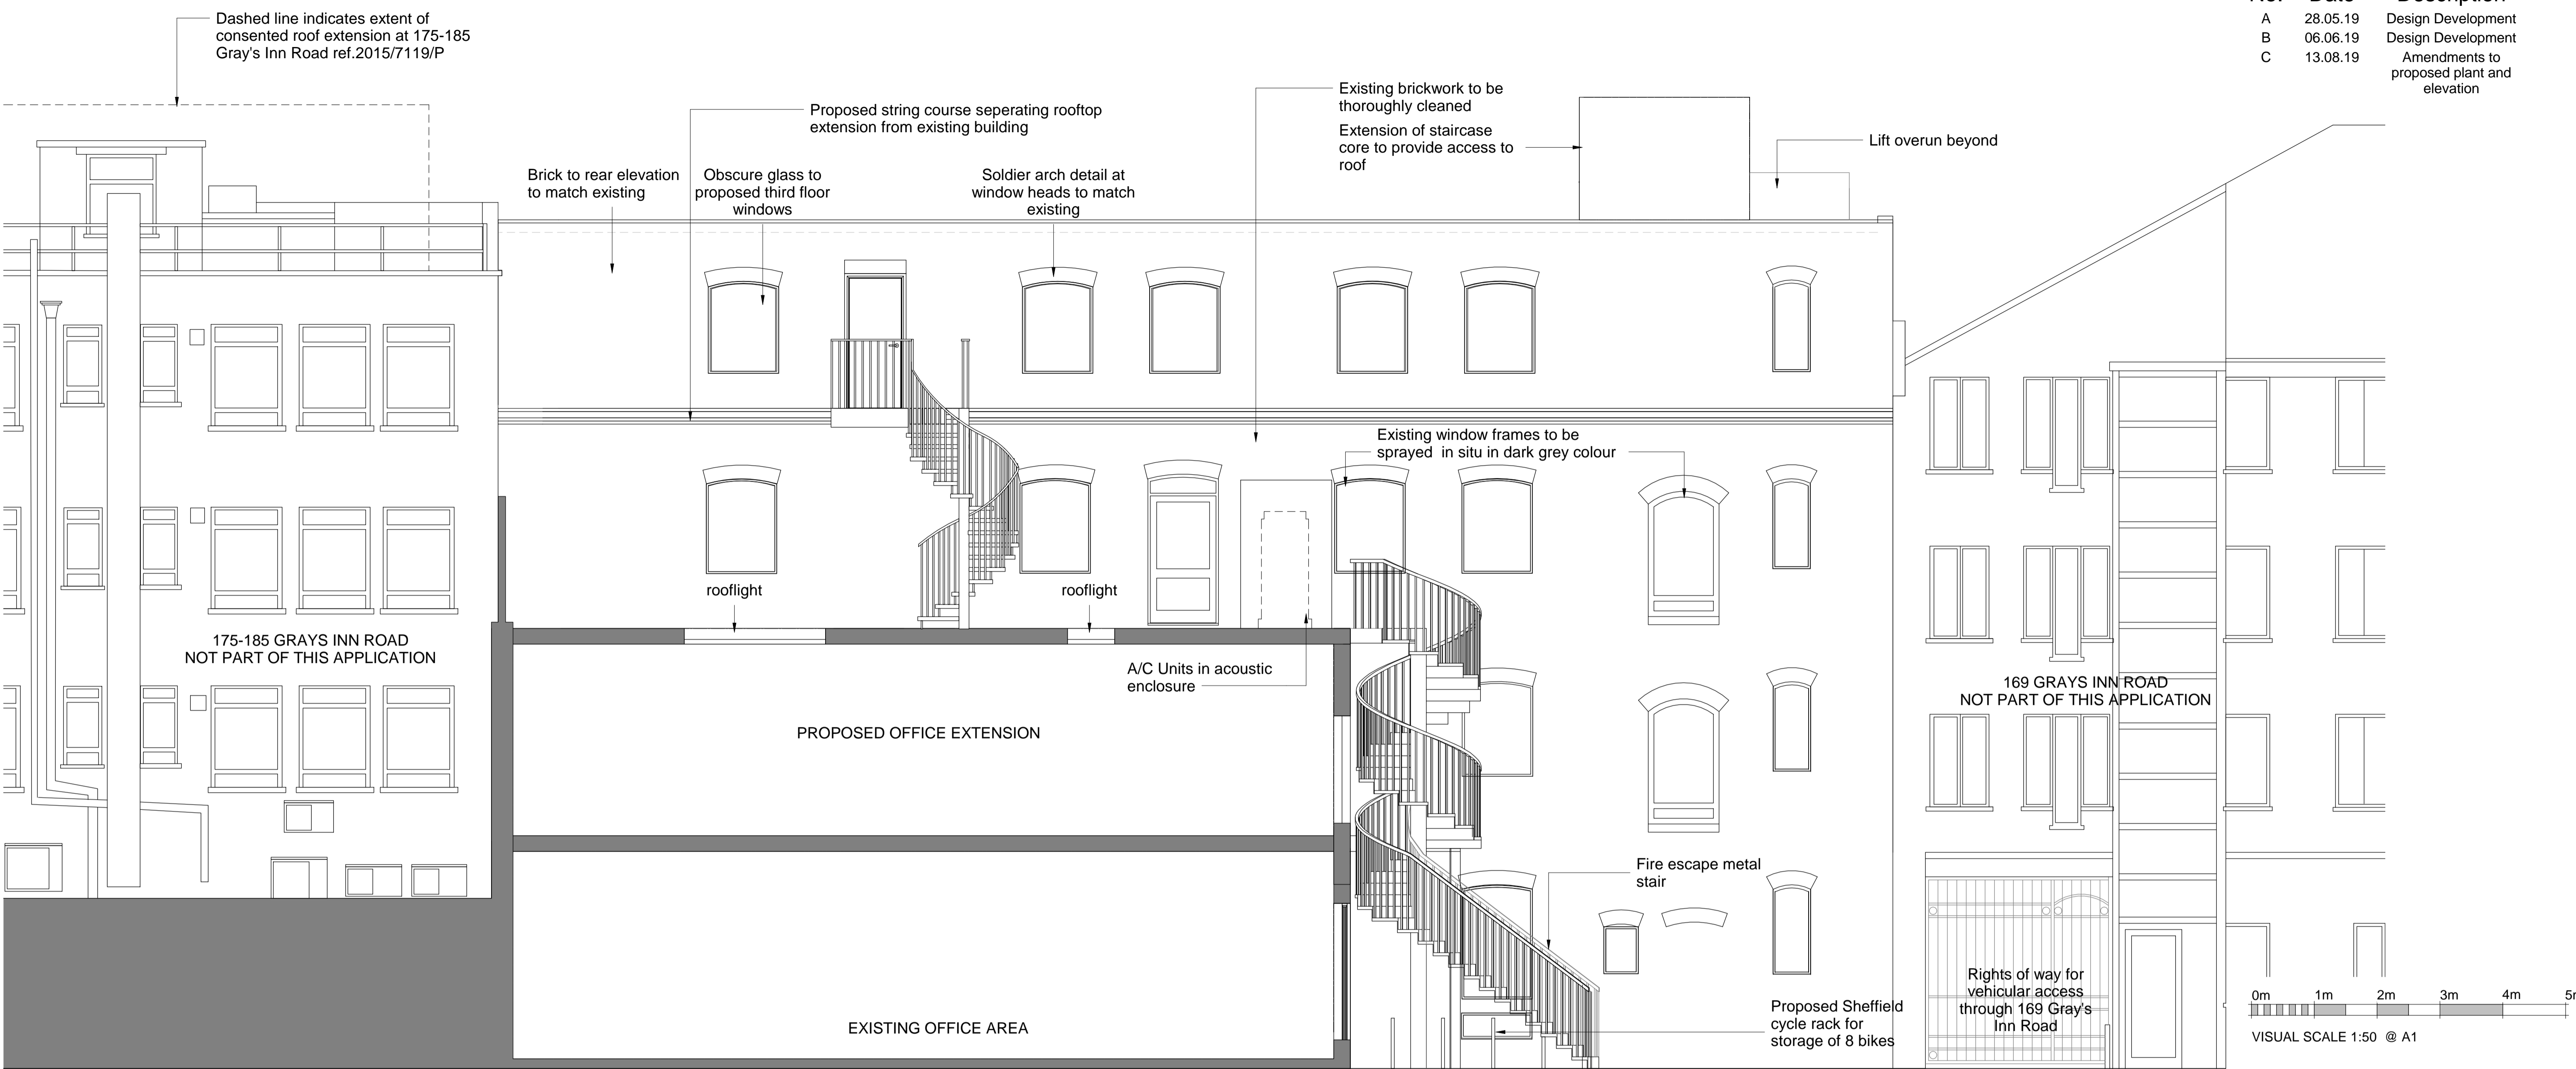 Dashed line indicates extent of
consented roof extension at 175-185
Gray's Inn Road ref.2015/7119/P
A 28.05.19 Design Development
B 06.06.19 Design Development
C 13.08.19 Amendments to
proposed plant and
elevation
Proposed string course seperating rooftop
extension from existing building
Existing brickwork to be
thoroughly cleaned
Extension of staircase
core to provide access to
roof
Lift overun beyond
Brick to rear elevation
to match existing
Obscure glass to
proposed third floor
windows
Soldier arch detail at
window heads to match
existing
Existing window frames to be
sprayed in situ in dark grey colour
rooflight
rooflight
175-185 GRAYS INN ROAD
NOT PART OF THIS APPLICATION
A/C Units in acoustic
enclosure
169 GRAYS INN ROAD
NOT PART OF THIS APPLICATION
PROPOSED OFFICE EXTENSION
Fire escape metal
stair
EXISTING OFFICE AREA
Proposed Sheffield
cycle rack for
storage of 8 bikes
Rights of way for
vehicular access
through 169 Gray's
Inn Road
0m 1m 2m 3m 4m
VISUAL SCALE 1:50 @ A1